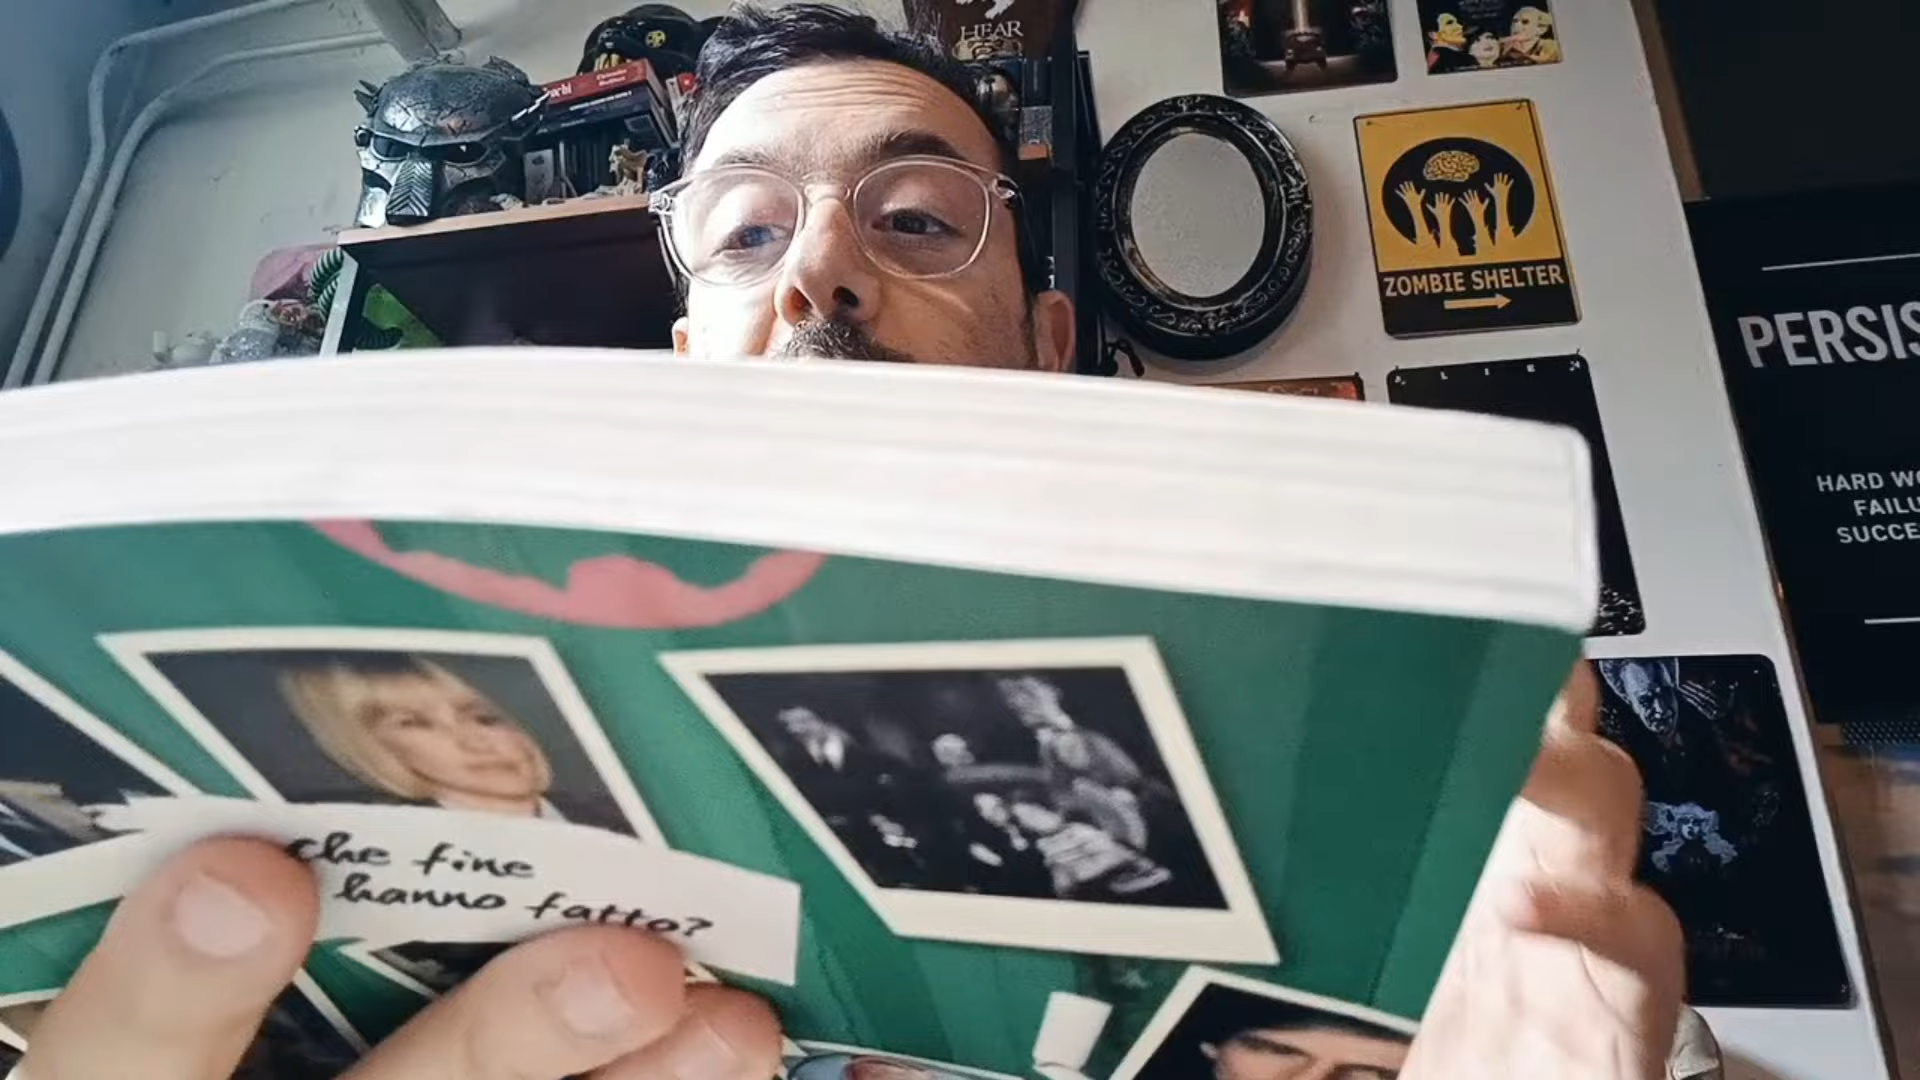 HEAR
ZOMBIE SHELTER
ALIEN
PERSIS
HARD WO
FAILU
SUCCE
che fine
hanno fatto?